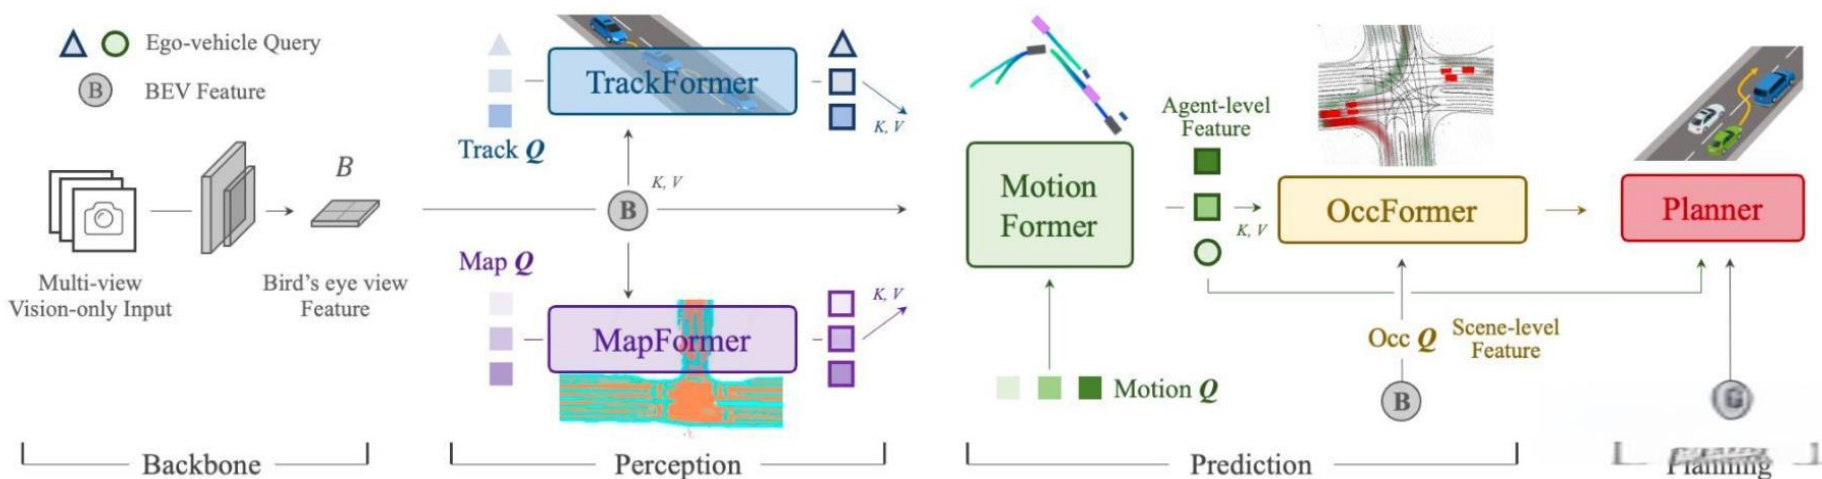 Ego-vehicle Query
B
BEV Feature
Multi-view
Vision-only Input
B
Bird's eye view
Feature
Backbone
TrackFormer
Track Q
K, V
K, V
B
Map Q
MapFormer
K, V
Perception
Motion
Former
Agent-level
Feature
K, V
OccFormer
Planner
Occ Q
Scene-level
Feature
Motion Q
B
Prediction